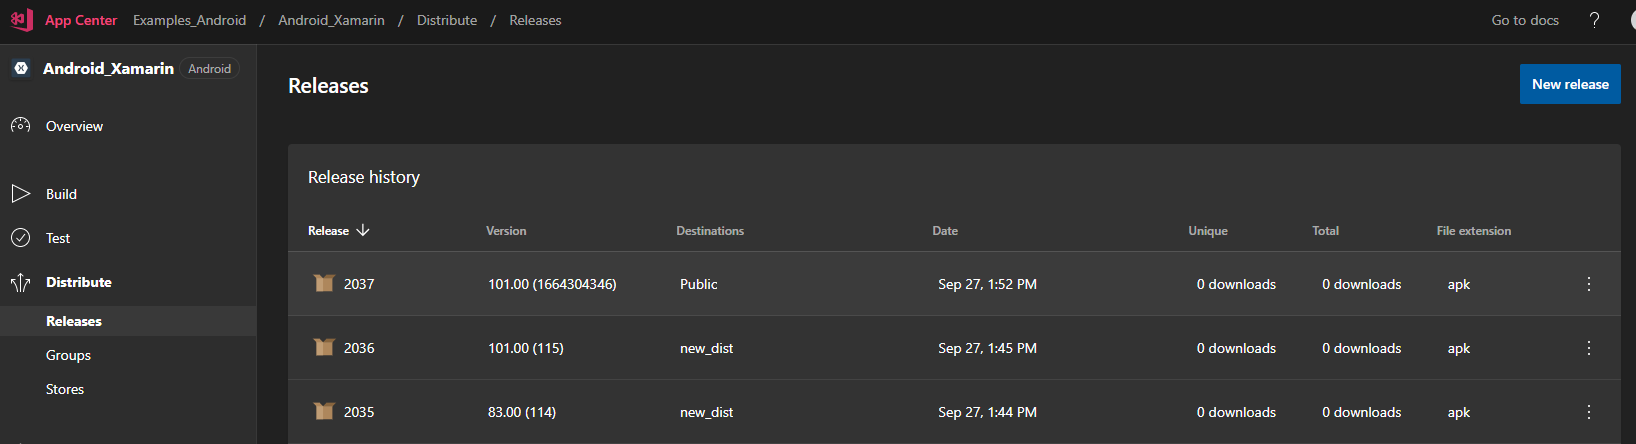 App Center Examples_Android / Android_Xamarin / Distribute / Releases Go to docs ?
Android_Xamarin Android
Overview
Build
Test
Distribute
Releases
Groups
Stores
Releases
New release
Release history
Release Version Destinations Date Unique Total File extension
2037 101.00 (1664304346) Public Sep 27, 1:52 PM 0 downloads 0 downloads apk
2036 101.00 (115) new_dist Sep 27, 1:45 PM 0 downloads 0 downloads apk
2035 83.00 (114) new_dist Sep 27, 1:44 PM 0 downloads 0 downloads apk